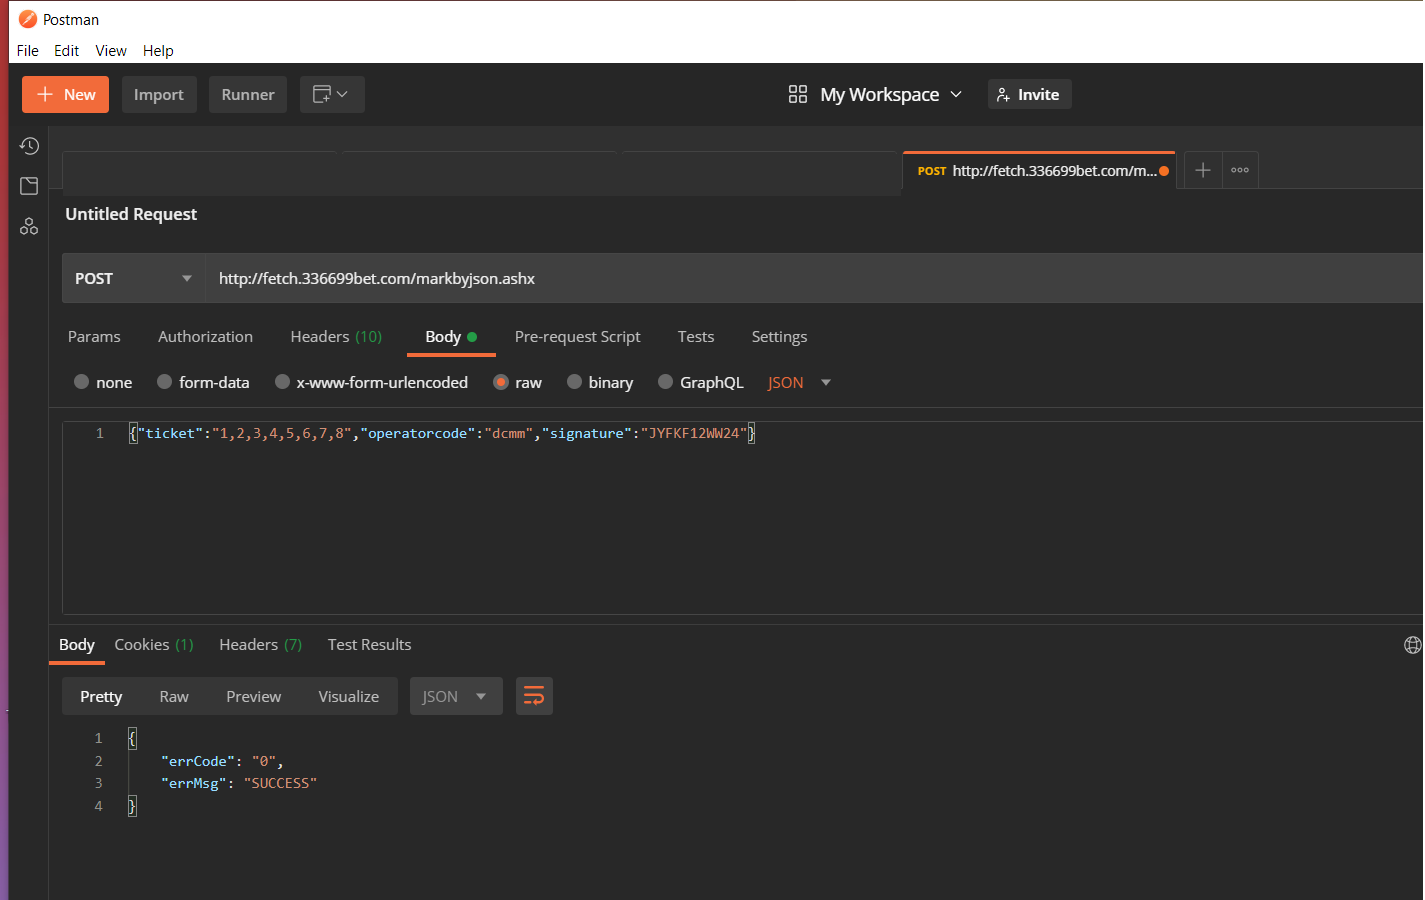 Postman
File Edit View Help
New Import Runner My Workspace Invite
POST http://fetch.336699bet.com/m...
Untitled Request
POST http://fetch.336699bet.com/markbyjson.ashx
Params Authorization Headers (10) Body Pre-request Script Tests Settings
none form-data x-www-form-urlencoded raw binary GraphQL JSON
1 {"ticket":"1,2,3,4,5,6,7,8","operatorcode":"dcmm","signature":"JYFKF12WW24"}
Body Cookies (1) Headers (7) Test Results
Pretty Raw Preview Visualize JSON
1 {
2 "errCode": "0",
3 "errMsg": "SUCCESS"
4 }